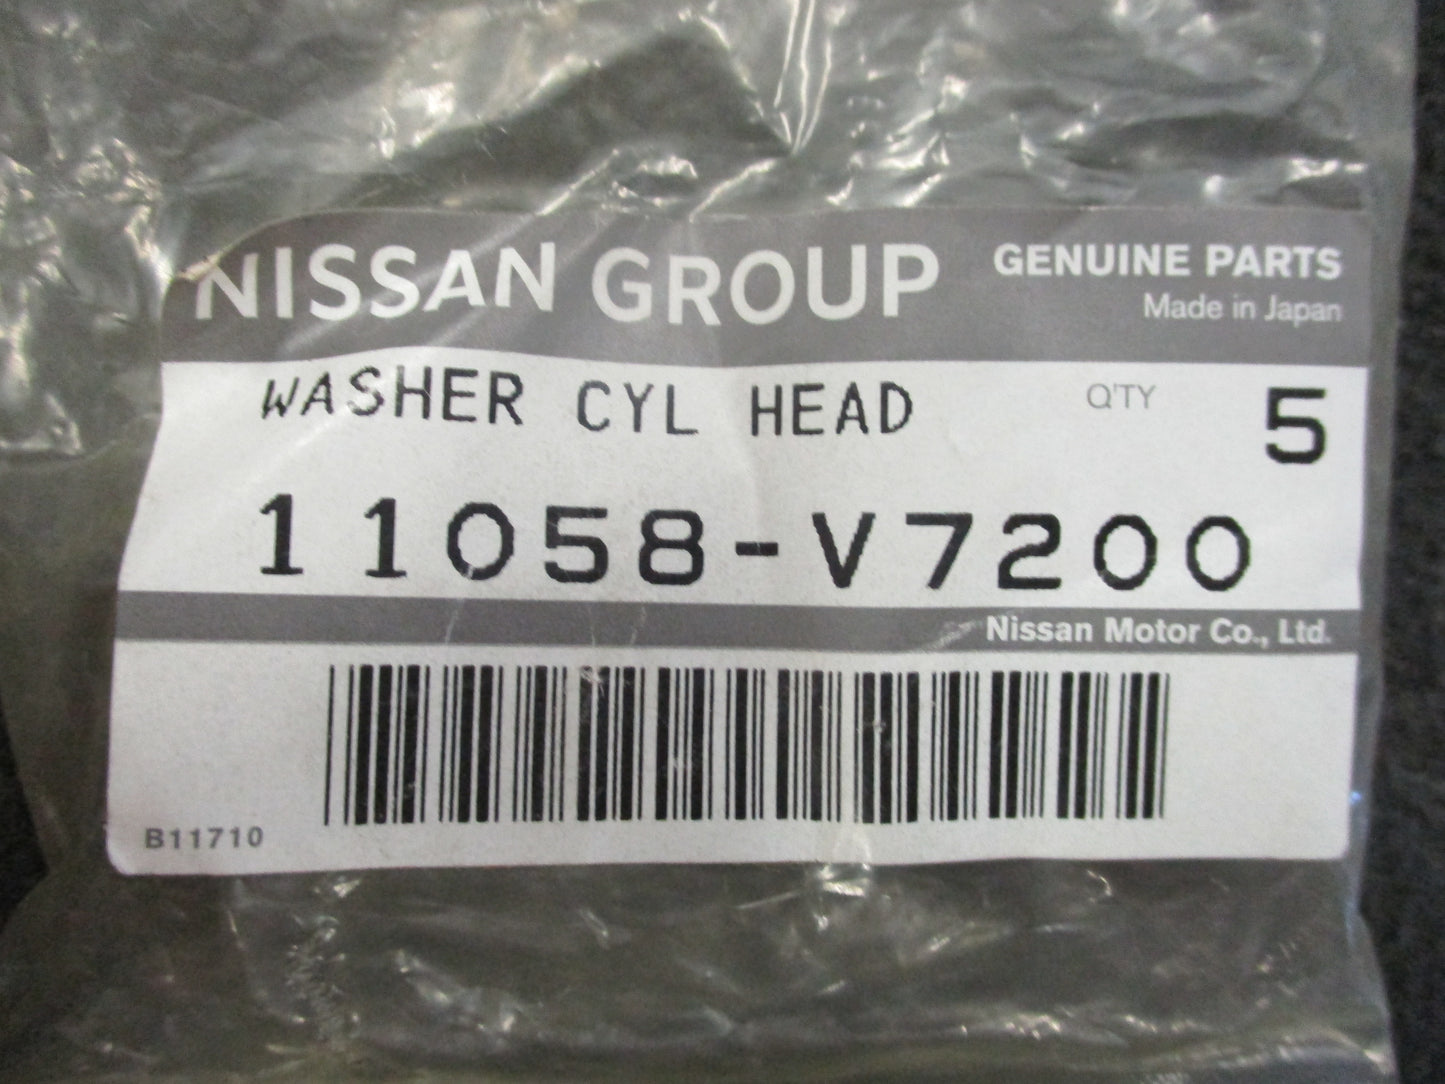 NISSAN GROUP
GENUINE PARTS
Made in Japan
WASHER CYL HEAD
Q'TY 5
11058-V7200
Nissan Motor Co., Ltd.
B11710